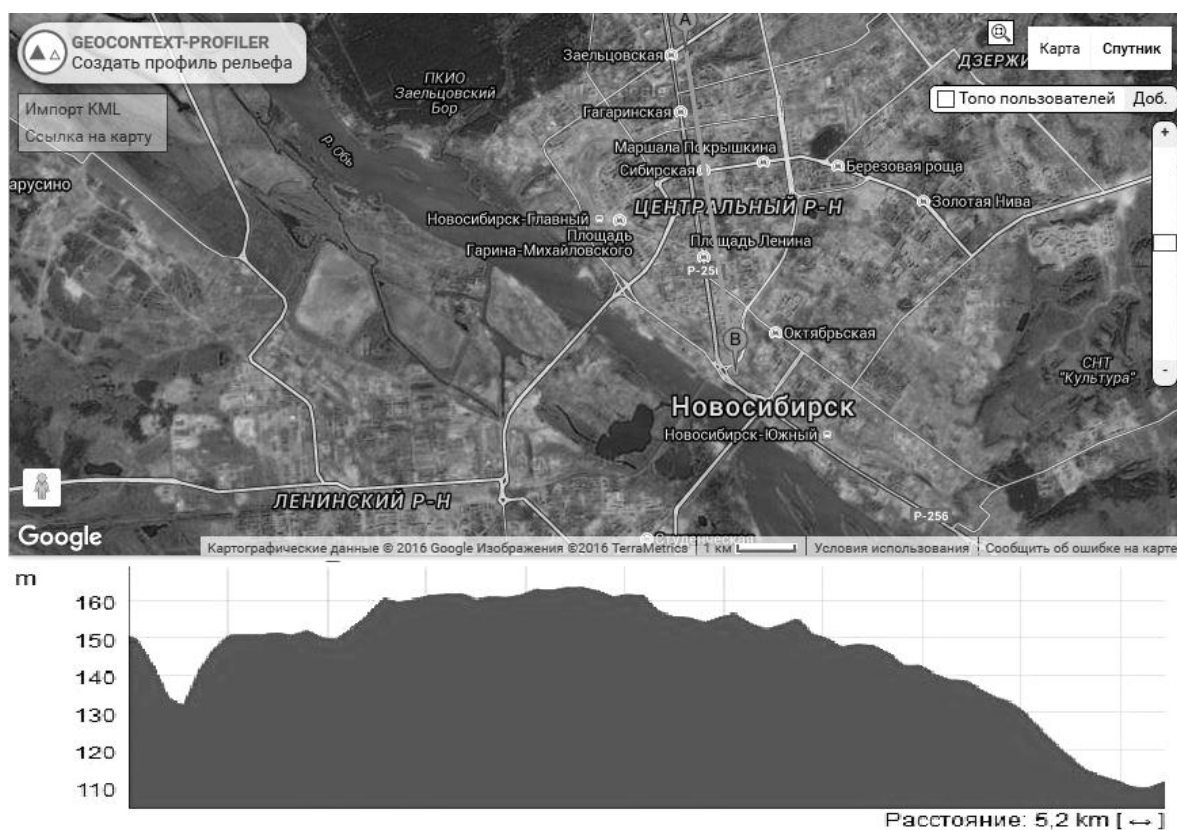 GEOCONTEXT-PROFILER
Создать профиль рельефа
Импорт KML
Ссылка на карту
A
Заельцовская
ПКИО
Заельцовский
Бор
Карта
Спутник
ДЗЕРЖИ
Топо пользователей
Доб.
+
Гагаринская
р. Обь
Маршала Покрышкина
Сибирская
Березовая роща
арусино
ЦЕНТРАЛЬНЫЙ Р-Н
Золотая Нива
Новосибирск-Главный
Площадь
Гарина-Михайловского
Площадь Ленина
P-256
B
Октябрьская
СНТ
"Культура"
-
Новосибирск
Новосибирск-Южный
ЛЕНИНСКИЙ Р-Н
P-256
Google
Студенческая
Картографические данные © 2016 Google Изображения ©2016 TerraMetrics
1 км
Условия использования
Сообщить об ошибке на карте
m
160
150
140
130
120
110
Расстояние: 5,2 km [ ↔ ]